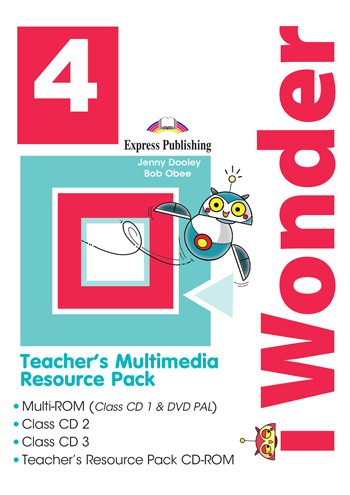 4
Express Publishing
Jenny Dooley
Bob Obee
i Wonder
Teacher's Multimedia
Resource Pack
• Multi-ROM (Class CD 1 & DVD PAL)
• Class CD 2
• Class CD 3
• Teacher's Resource Pack CD-ROM